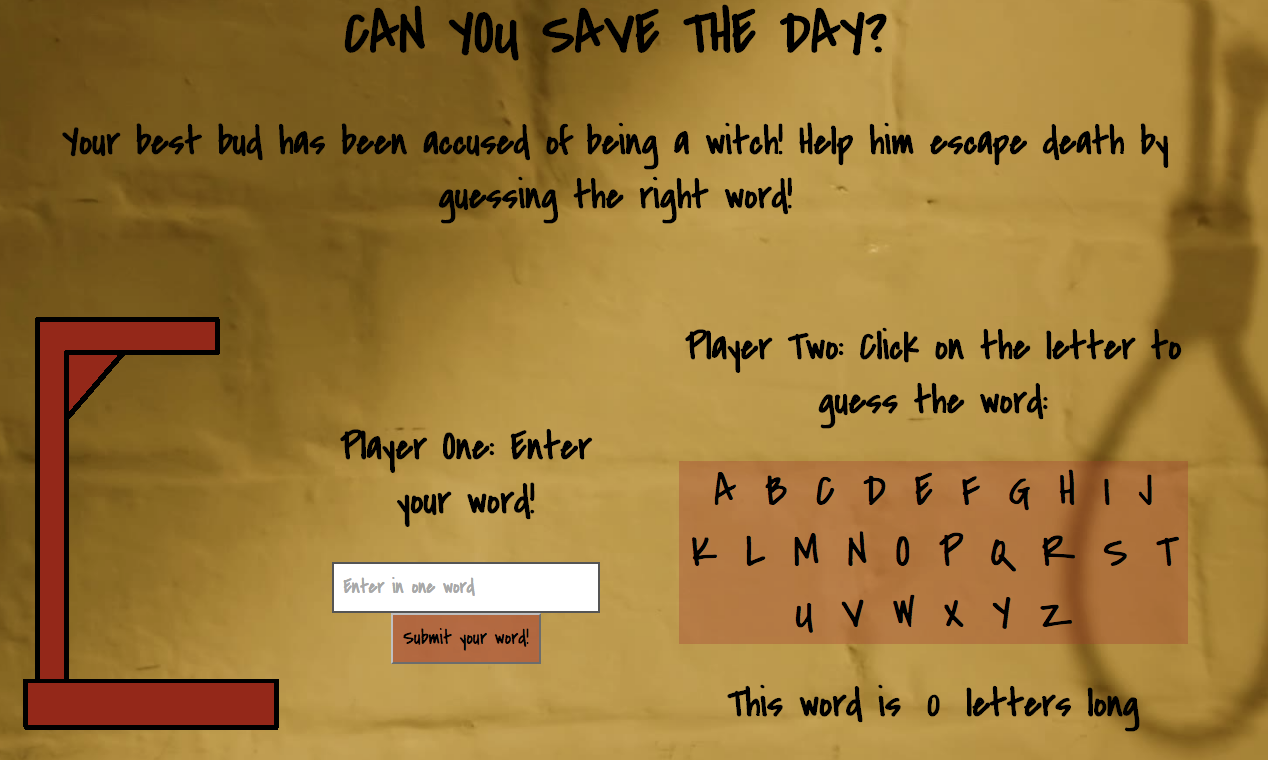 CAN YOU SAVE THE DAY?
Your best bud has been accused of being a witch! Help him escape death by
guessing the right word!
Player One: Enter
your word!
Enter in one word
Submit your word!
Player Two: Click on the letter to
guess the word:
A B C D E F G H I J
K L M N O P Q R S T
U V W X Y Z
This word is 0 letters long